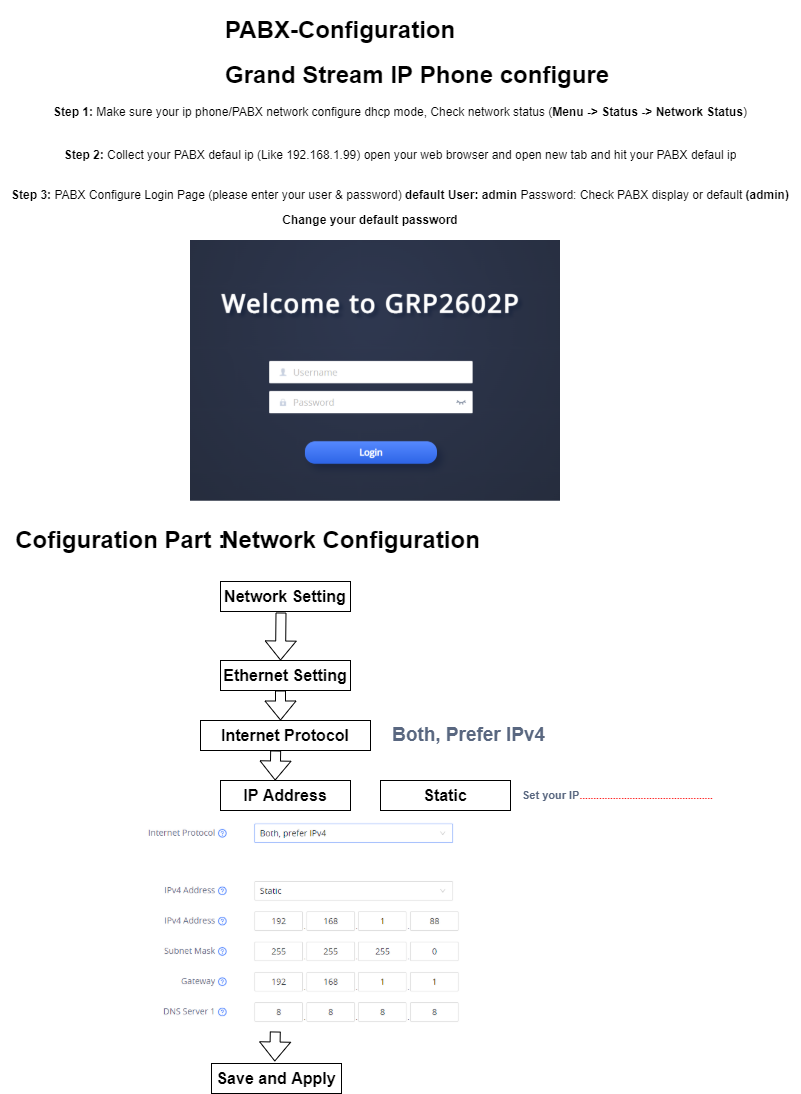 PABX-Configuration
Grand Stream IP Phone configure
Step 1: Make sure your ip phone/PABX network configure dhcp mode, Check network status (Menu -> Status -> Network Status)
Step 2: Collect your PABX defaul ip (Like 192.168.1.99) open your web browser and open new tab and hit your PABX defaul ip
Step 3: PABX Configure Login Page (please enter your user & password) default User: admin Password: Check PABX display or default (admin)
Change your default password
Welcome to GRP2602P
Username
Password
Login
Cofiguration Part :Network Configuration
Network Setting
Ethernet Setting
Internet Protocol Both, Prefer IPv4
IP Address Static Set your IP................................................
Internet Protocol ? Both, prefer IPv4
IPv4 Address ? Static
IPv4 Address ? 192 . 168 . 1 . 88
Subnet Mask ? 255 . 255 . 255 . 0
Gateway ? 192 . 168 . 1 . 1
DNS Server 1 ? 8 . 8 . 8 . 8
Save and Apply